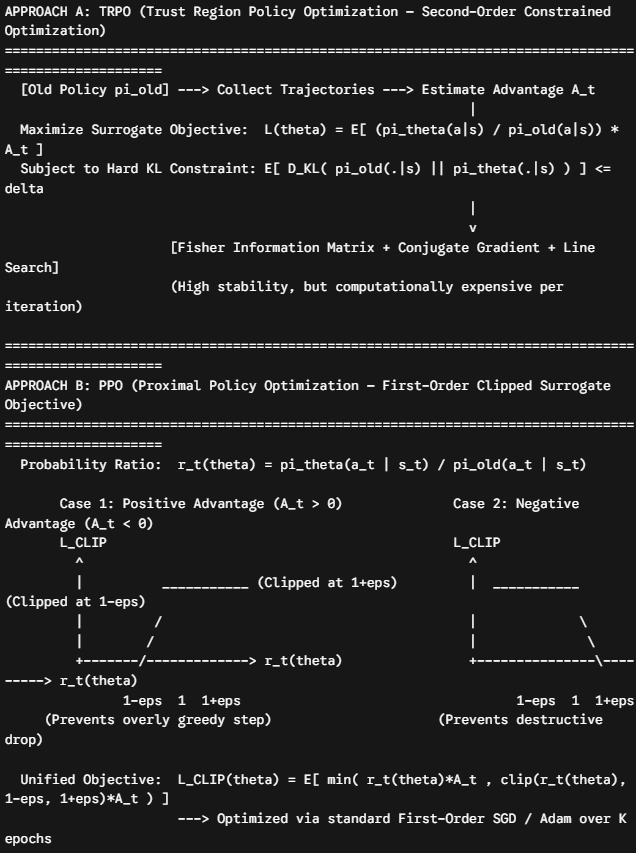 APPROACH A: TRPO (Trust Region Policy Optimization – Second-Order Constrained
Optimization)
================================================================================
====================
  [Old Policy pi_old] ---> Collect Trajectories ---> Estimate Advantage A_t
                                                            |
  Maximize Surrogate Objective:  L(theta) = E[ (pi_theta(a|s) / pi_old(a|s)) *
A_t ]
  Subject to Hard KL Constraint: E[ D_KL( pi_old(.|s) || pi_theta(.|s) ) ] <=
delta
                                                            |
                                                            v
                     [Fisher Information Matrix + Conjugate Gradient + Line
Search]
                     (High stability, but computationally expensive per
iteration)

================================================================================
====================
APPROACH B: PPO (Proximal Policy Optimization – First-Order Clipped Surrogate
Objective)
================================================================================
====================
  Probability Ratio:  r_t(theta) = pi_theta(a_t | s_t) / pi_old(a_t | s_t)

       Case 1: Positive Advantage (A_t > 0)              Case 2: Negative
Advantage (A_t < 0)
       L_CLIP                                            L_CLIP
         ^                                                 ^
         |          ___________ (Clipped at 1+eps)         |  ___________
(Clipped at 1-eps)
         |         /                                       |             \
         |        /                                        |              \
         +-------/-------------> r_t(theta)                +---------------\----
-----> r_t(theta)
               1-eps  1  1+eps                                   1-eps  1  1+eps
     (Prevents overly greedy step)                     (Prevents destructive
drop)

  Unified Objective:  L_CLIP(theta) = E[ min( r_t(theta)*A_t , clip(r_t(theta),
1-eps, 1+eps)*A_t ) ]
                      ---> Optimized via standard First-Order SGD / Adam over K
epochs